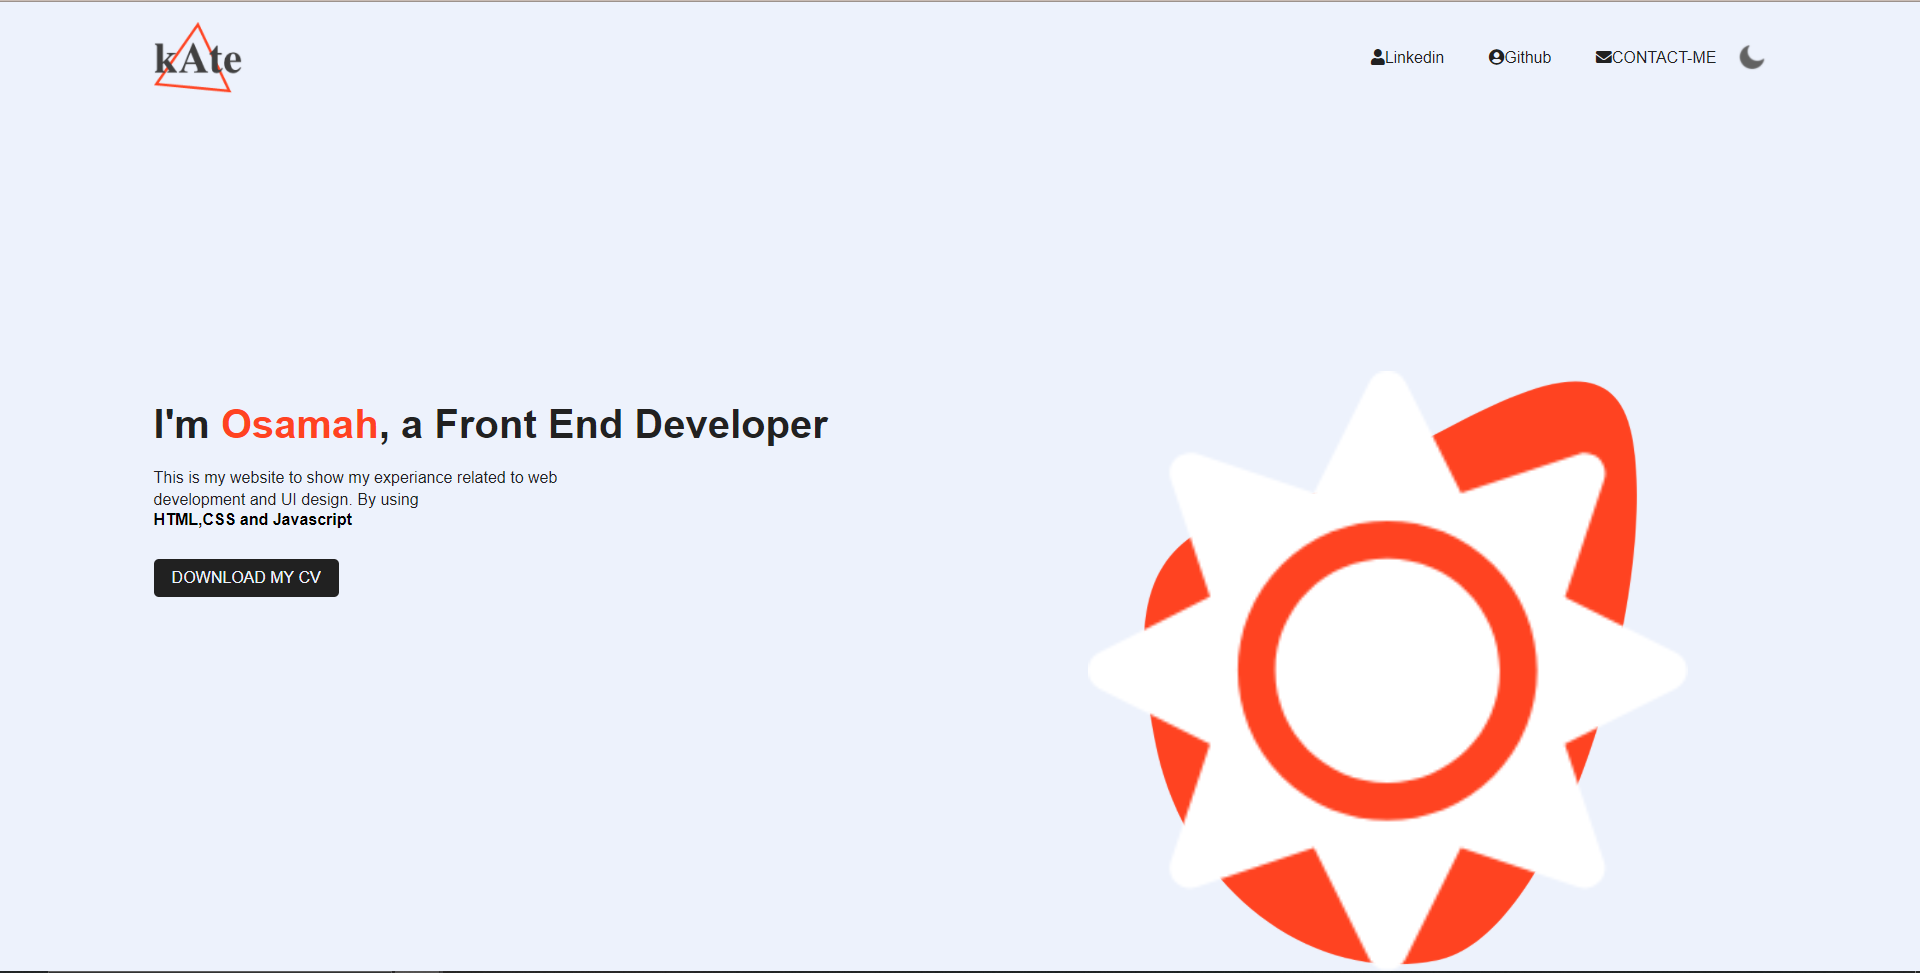 kAte
Linkedin
Github
CONTACT-ME
I'm Osamah, a Front End Developer
This is my website to show my experiance related to web
development and UI design. By using
HTML,CSS and Javascript
DOWNLOAD MY CV